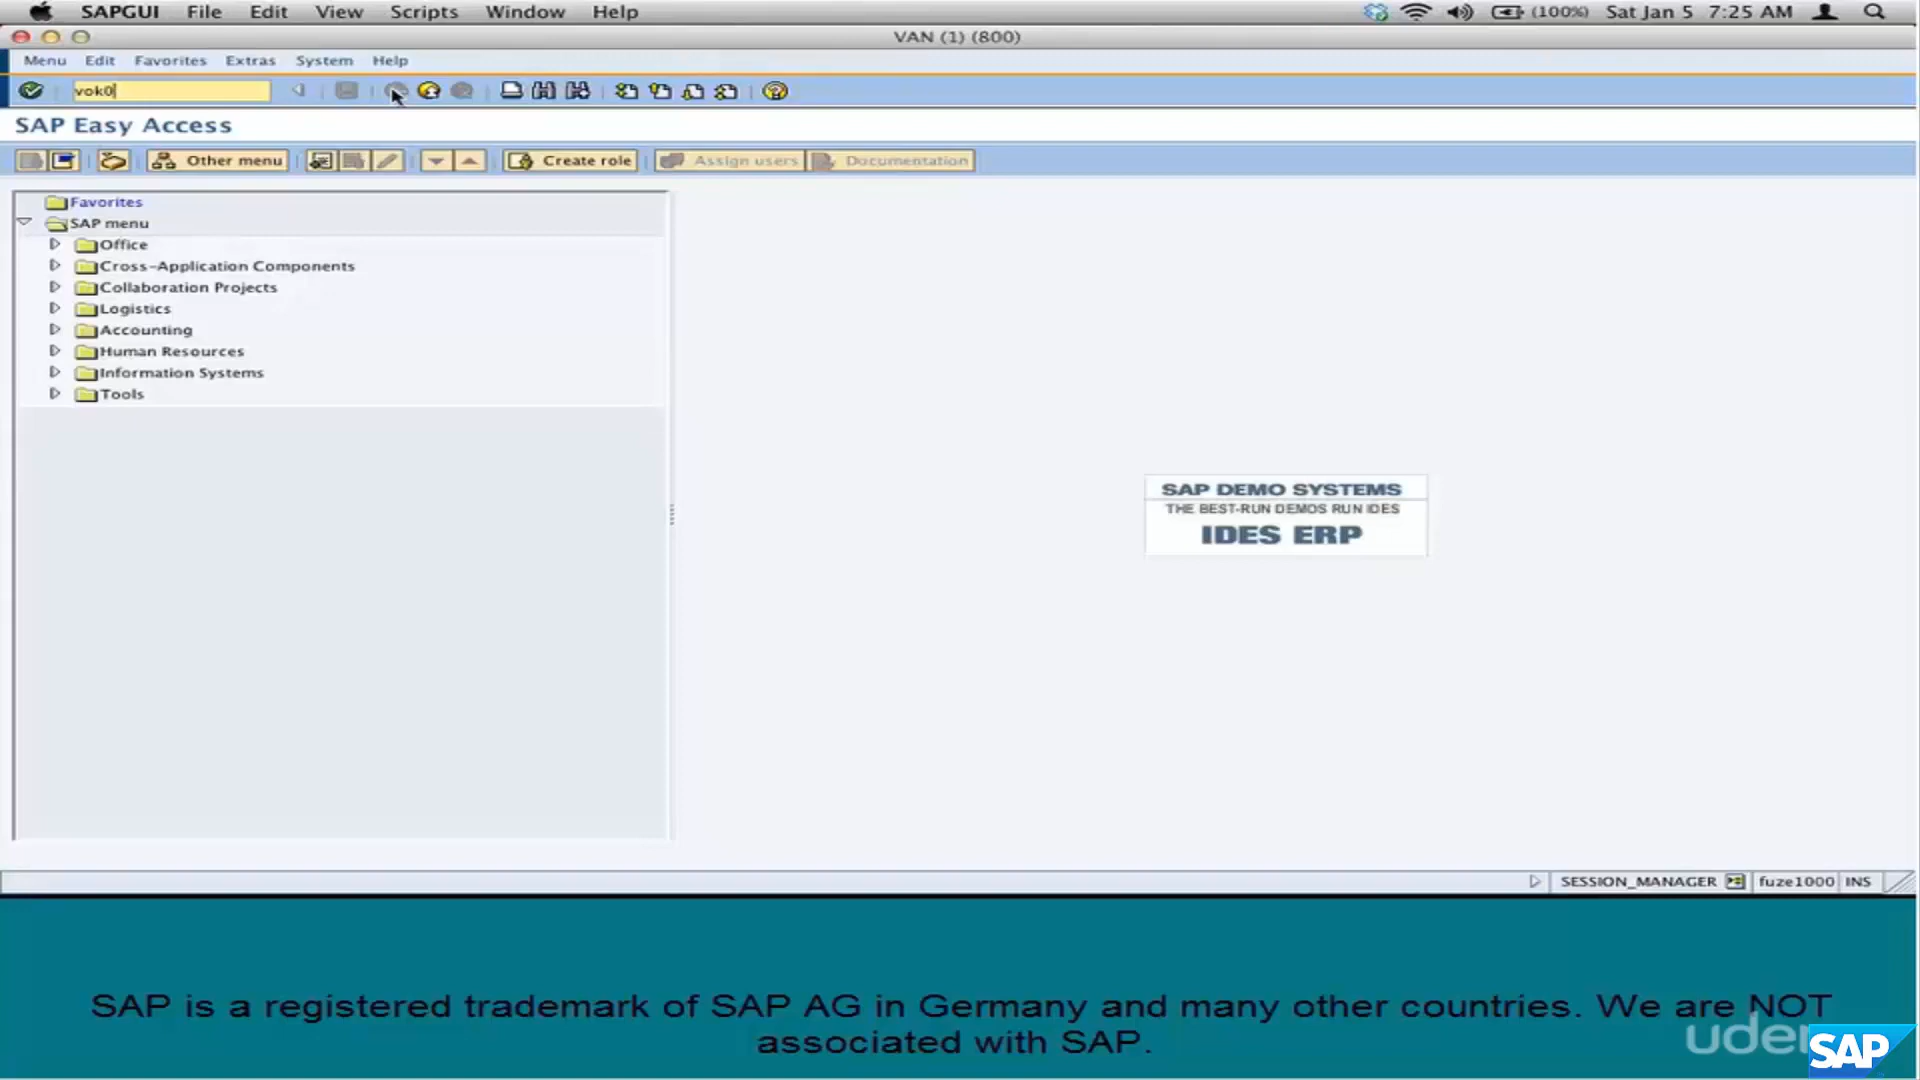 SAPGUI File Edit View Scripts Window Help (100%) Sat Jan 5 7:25 AM
VAN (1) (800)
Menu Edit Favorites Extras System Help
vok0
SAP Easy Access
Other menu Create role Assign users Documentation
Favorites
SAP menu
Office
Cross-Application Components
Collaboration Projects
Logistics
Accounting
Human Resources
Information Systems
Tools
SAP DEMO SYSTEMS
THE BEST-RUN DEMOS RUN IDES
IDES ERP
SESSION_MANAGER fuze1000 INS
SAP is a registered trademark of SAP AG in Germany and many other countries. We are NOT
associated with SAP.
SAP